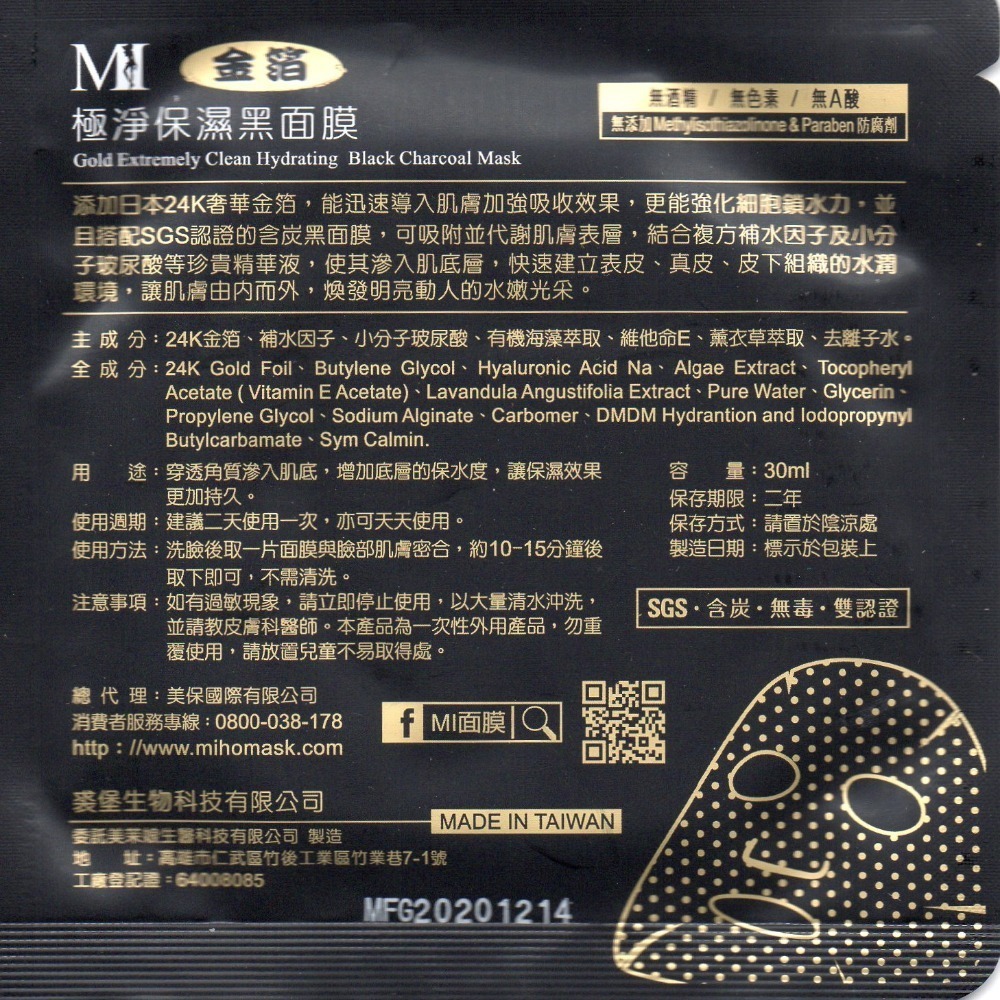 MI 金箔
極淨保濕黑面膜
Gold Extremely Clean Hydrating Black Charcoal Mask
無酒精 / 無色素 / 無A酸
無添加Methylisothiazolinone & Paraben 防腐劑
添加日本24K奢華金箔，能迅速導入肌膚加強吸收效果，更能強化細胞鎖水力，並
且搭配SGS認證的含炭黑面膜，可吸附並代謝肌膚表層，結合複方補水因子及小分
子玻尿酸等珍貴精華液，使其滲入肌底層，快速建立表皮、真皮、皮下組織的水潤
環境，讓肌膚由內而外，煥發明亮動人的水嫩光采。
主 成 分：24K金箔、補水因子、小分子玻尿酸、有機海藻萃取、維他命E、薰衣草萃取、去離子水。
全 成 分：24K Gold Foil、Butylene Glycol、Hyaluronic Acid Na、Algae Extract、Tocopheryl
Acetate ( Vitamin E Acetate)、Lavandula Angustifolia Extract、Pure Water、Glycerin、
Propylene Glycol、Sodium Alginate、Carbomer、DMDM Hydrantion and Iodopropynyl
Butylcarbamate、Sym Calmin.
用 途：穿透角質滲入肌底，增加底層的保水度，讓保濕效果
更加持久。
使用週期：建議二天使用一次，亦可天天使用。
使用方法：洗臉後取一片面膜與臉部肌膚密合，約10-15分鐘後
取下即可，不需清洗。
注意事項：如有過敏現象，請立即停止使用，以大量清水沖洗，
並請教皮膚科醫師。本產品為一次性外用產品，勿重
覆使用，請放置兒童不易取得處。
容 量：30ml
保存期限：二年
保存方式：請置於陰涼處
製造日期：標示於包裝上
SGS・含炭・無毒・雙認證
總 代 理：美保國際有限公司
消費者服務專線：0800-038-178
http：//www.mihomask.com
f MI面膜
裘堡生物科技有限公司
委託美萊總生醫科技有限公司 製造
地 址：高雄市仁武區竹後工業區竹業巷7-1號
工廠登記證：64008085
MADE IN TAIWAN
MFG20201214